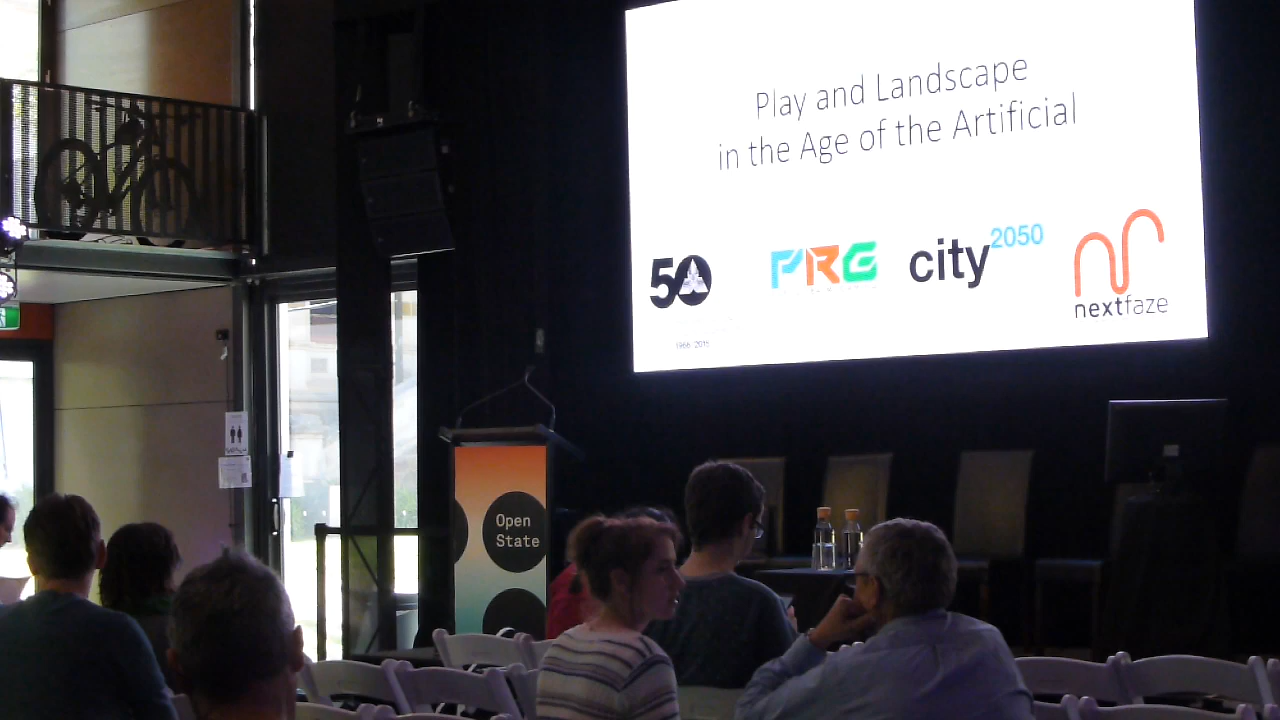 Play and Landscape
in the Age of the Artificial
50
PRG
city2050
nextfaze
Open
State